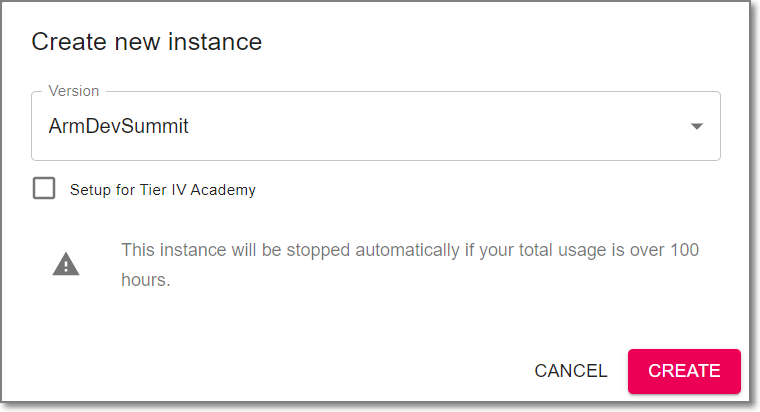 Create new instance
Version
ArmDevSummit
Setup for Tier IV Academy
This instance will be stopped automatically if your total usage is over 100
hours.
CANCEL
CREATE